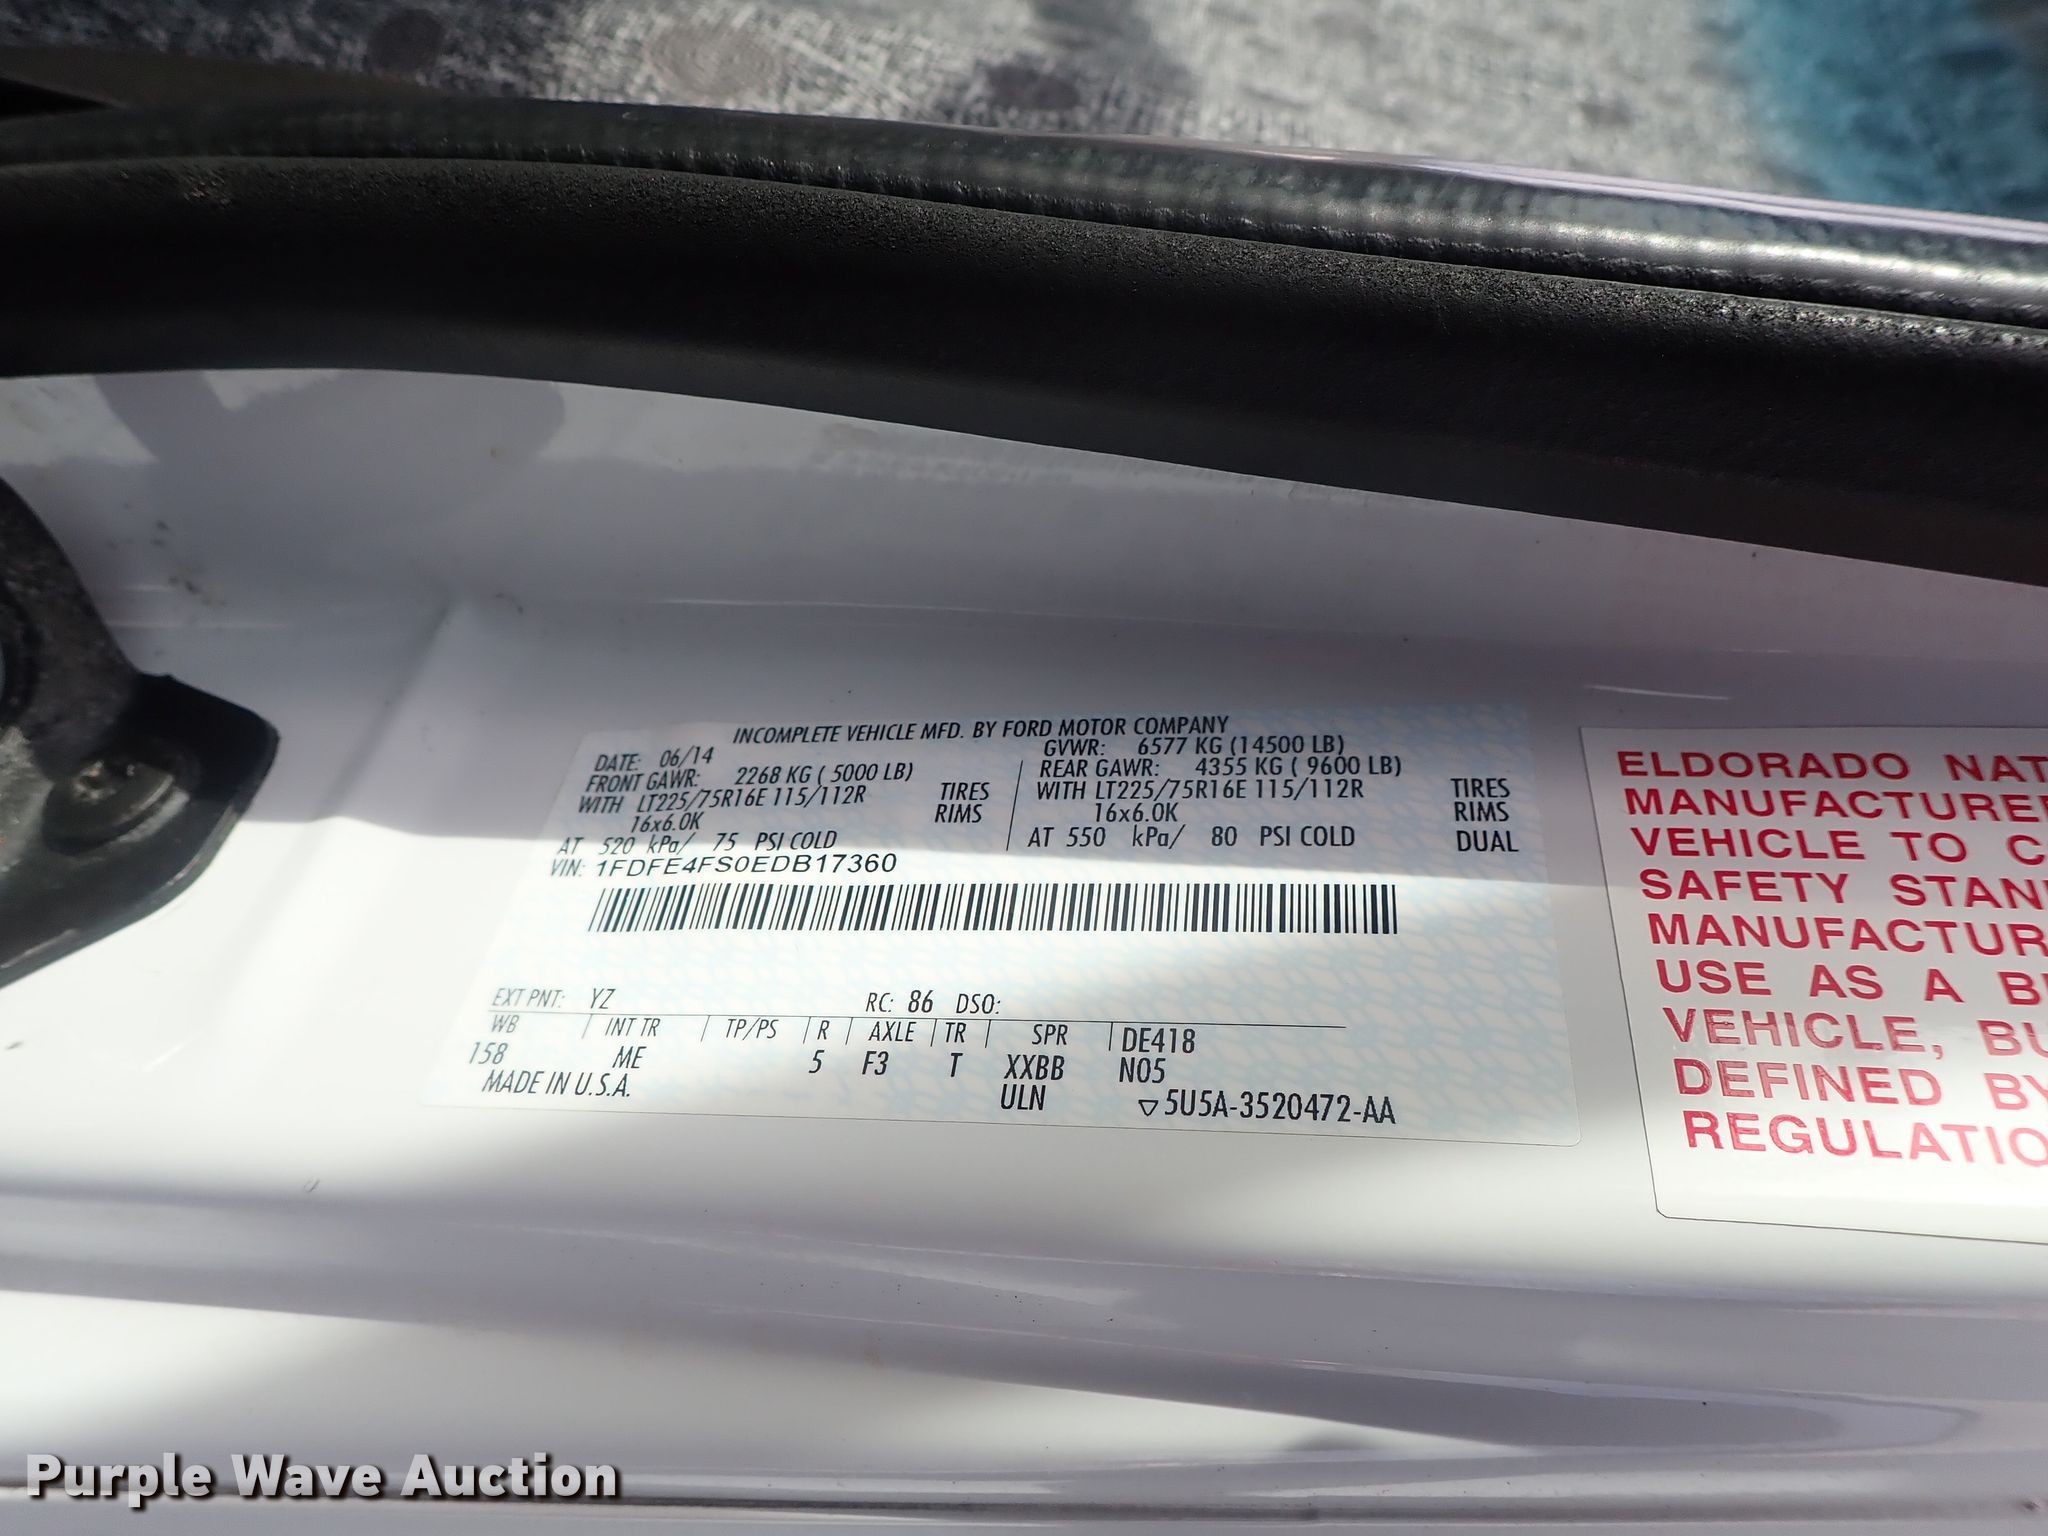 INCOMPLETE VEHICLE MFD. BY FORD MOTOR COMPANY
DATE: 06/14 GVWR: 6577 KG (14500 LB)
FRONT GAWR: 2268 KG ( 5000 LB) REAR GAWR: 4355 KG ( 9600 LB)
WITH LT225/75R16E 115/112R TIRES WITH LT225/75R16E 115/112R TIRES
16x6.0K RIMS 16x6.0K RIMS
AT 520 kPa/ 75 PSI COLD AT 550 kPa/ 80 PSI COLD DUAL
VIN: 1FDFE4FS0EDB17360
EXT PNT: YZ RC: 86 DSO:
WB INT TR TP/PS R AXLE TR SPR DE418
158 ME 5 F3 T XXBB N05
MADE IN U.S.A. ULN ▽5U5A-3520472-AA
ELDORADO NAT
MANUFACTURE
VEHICLE TO C
SAFETY STAN
MANUFACTUR
USE AS A B
VEHICLE, BU
DEFINED BY
REGULATIO
Purple Wave Auction